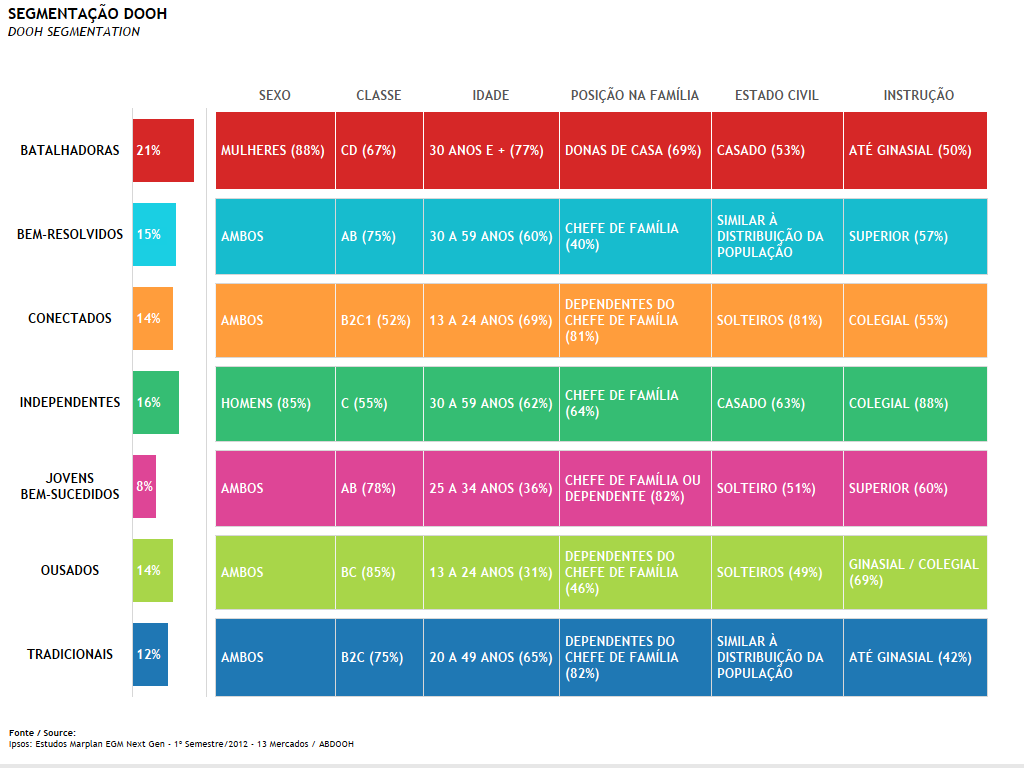 SEGMENTAÇÃO DOOH
DOOH SEGMENTATION
SEXO CLASSE IDADE POSIÇÃO NA FAMÍLIA ESTADO CIVIL INSTRUÇÃO
BATALHADORAS 21% MULHERES (88%) CD (67%) 30 ANOS E + (77%) DONAS DE CASA (69%) CASADO (53%) ATÉ GINASIAL (50%)
BEM-RESOLVIDOS 15% AMBOS AB (75%) 30 A 59 ANOS (60%)
CHEFE DE FAMÍLIA
(40%)
SIMILAR À
DISTRIBUIÇÃO DA
POPULAÇÃO
SUPERIOR (57%)
CONECTADOS 14% AMBOS B2C1 (52%) 13 A 24 ANOS (69%)
DEPENDENTES DO
CHEFE DE FAMÍLIA
(81%)
SOLTEIROS (81%) COLEGIAL (55%)
INDEPENDENTES 16% HOMENS (85%) C (55%) 30 A 59 ANOS (62%)
CHEFE DE FAMÍLIA
(64%)
CASADO (63%) COLEGIAL (88%)
JOVENS
BEM-SUCEDIDOS
8% AMBOS AB (78%) 25 A 34 ANOS (36%)
CHEFE DE FAMÍLIA OU
DEPENDENTE (82%)
SOLTEIRO (51%) SUPERIOR (60%)
OUSADOS 14% AMBOS BC (85%) 13 A 24 ANOS (31%)
DEPENDENTES DO
CHEFE DE FAMÍLIA
(46%)
SOLTEIROS (49%)
GINASIAL / COLEGIAL
(69%)
TRADICIONAIS 12% AMBOS B2C (75%) 20 A 49 ANOS (65%)
DEPENDENTES DO
CHEFE DE FAMÍLIA
(82%)
SIMILAR À
DISTRIBUIÇÃO DA
POPULAÇÃO
ATÉ GINASIAL (42%)
Fonte / Source:
Ipsos: Estudos Marplan EGM Next Gen - 1º Semestre/2012 - 13 Mercados / ABDOOH